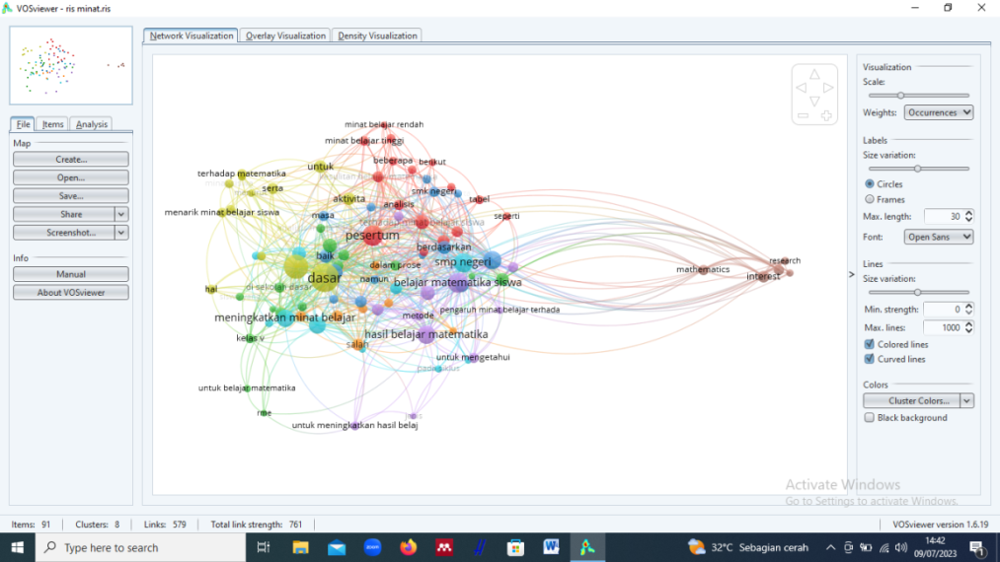 VOSviewer - ris minat.ris
Network Visualization
Overlay Visualization
Density Visualization
File
Items
Analysis
Map
Create...
Open...
Save...
Share
Screenshot...
Info
Manual
About VOSviewer
minat belajar rendah
minat belajar tinggi
beberapa
berikut
untuk
terhadap matematika
serta
smk negeri
aktivita
analisis
tabel
menarik minat belajar siswa
masa
seperti
terhadap minat belajar siswa
pesertum
berdasarkan
baik
smp negeri
dalam prose
research
mathematics
interest
dasar
namun
belajar matematika siswa
hal
di sekolah dasar
pengaruh minat belajar terhada
meningkatkan minat belajar
metode
hasil belajar matematika
kelas v
salah
untuk mengetahui
pada siklus
untuk belajar matematika
rme
untuk meningkatkan hasil belaj
Visualization
Scale:
Weights:
Occurrences
Labels
Size variation:
Circles
Frames
Max. length:
30
Font:
Open Sans
Lines
Size variation:
Min. strength:
0
Max. lines:
1000
Colored lines
Curved lines
Colors
Cluster Colors...
Black background
Activate Windows
Go to Settings to activate Windows.
Items: 91
Clusters: 8
Links: 579
Total link strength: 761
VOSviewer version 1.6.19
Type here to search
zoom
32°C Sebagian cerah
14:42
09/07/2023
1